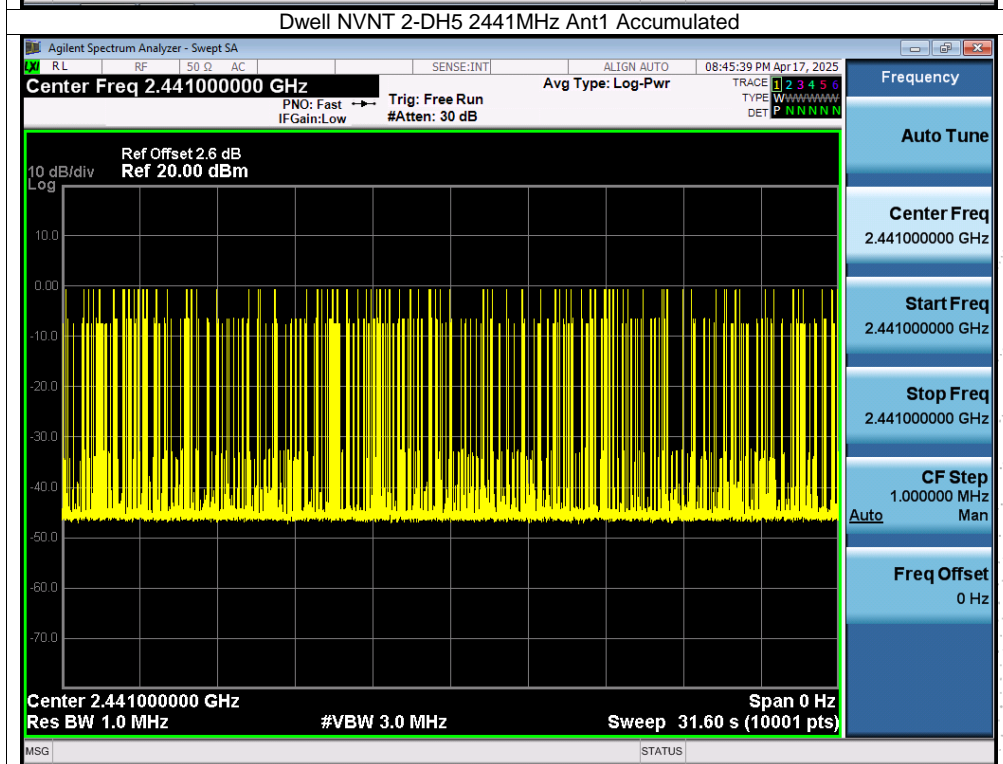 Dwell NVNT 2-DH5 2441MHz Ant1 Accumulated
Agilent Spectrum Analyzer - Swept SA
LXI RL RF 50 Ω AC SENSE:INT ALIGN AUTO 08:45:39 PM Apr 17, 2025
Center Freq 2.441000000 GHz
PNO: Fast
IFGain:Low
Trig: Free Run
#Atten: 30 dB
Avg Type: Log-Pwr
TRACE 1 2 3 4 5 6
TYPE WWWWWWW
DET P N N N N N
Ref Offset 2.6 dB
10 dB/div Ref 20.00 dBm
Log
10.0
0.00
-10.0
-20.0
-30.0
-40.0
-50.0
-60.0
-70.0
Center 2.441000000 GHz Span 0 Hz
Res BW 1.0 MHz #VBW 3.0 MHz Sweep 31.60 s (10001 pts)
MSG STATUS
Frequency
Auto Tune
Center Freq
2.441000000 GHz
Start Freq
2.441000000 GHz
Stop Freq
2.441000000 GHz
CF Step
1.000000 MHz
Auto Man
Freq Offset
0 Hz